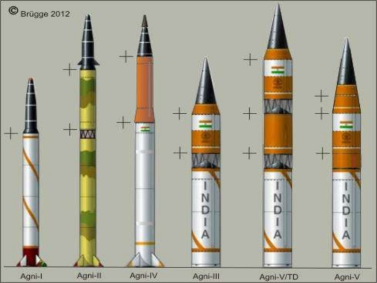 © Brügge 2012
INDIA
INDIA
INDIA
Agni-I
Agni-II
Agni-IV
Agni-III
Agni-V/TD
Agni-V